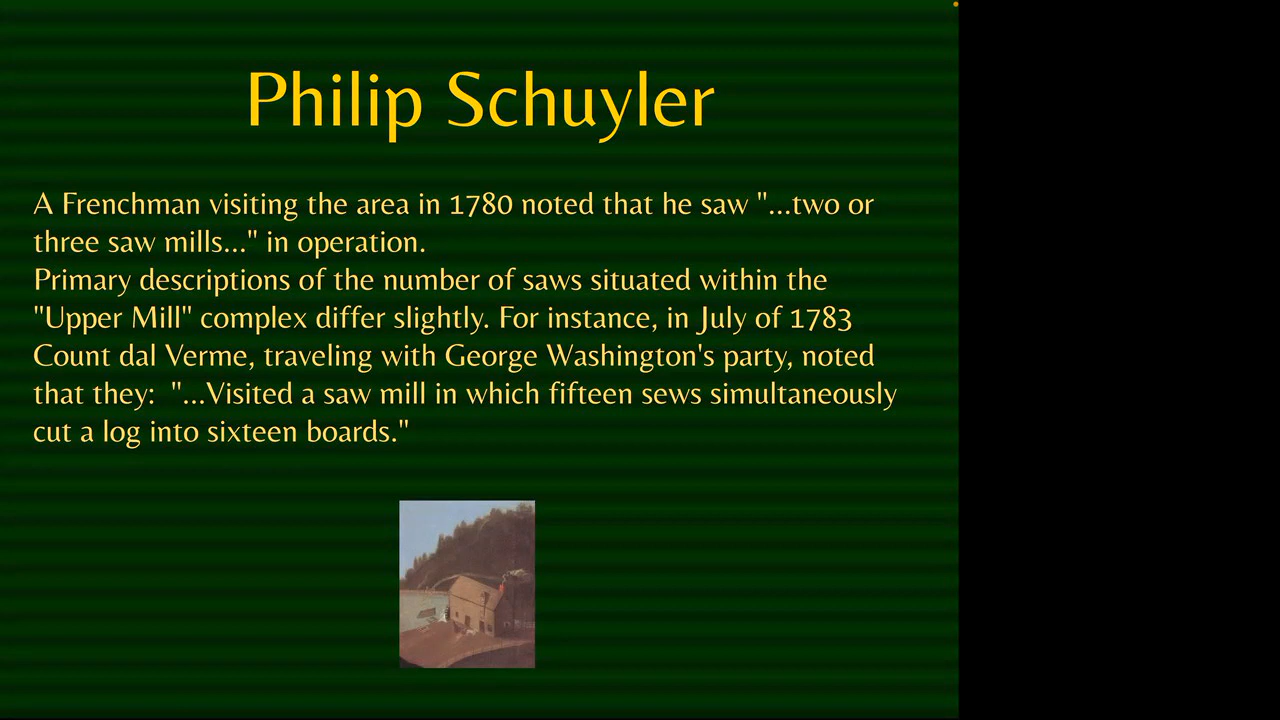 Philip Schuyler
A Frenchman visiting the area in 1780 noted that he saw "...two or
three saw mills..." in operation.
Primary descriptions of the number of saws situated within the
"Upper Mill" complex differ slightly. For instance, in July of 1783
Count dal Verme, traveling with George Washington's party, noted
that they:  "...Visited a saw mill in which fifteen sews simultaneously
cut a log into sixteen boards."